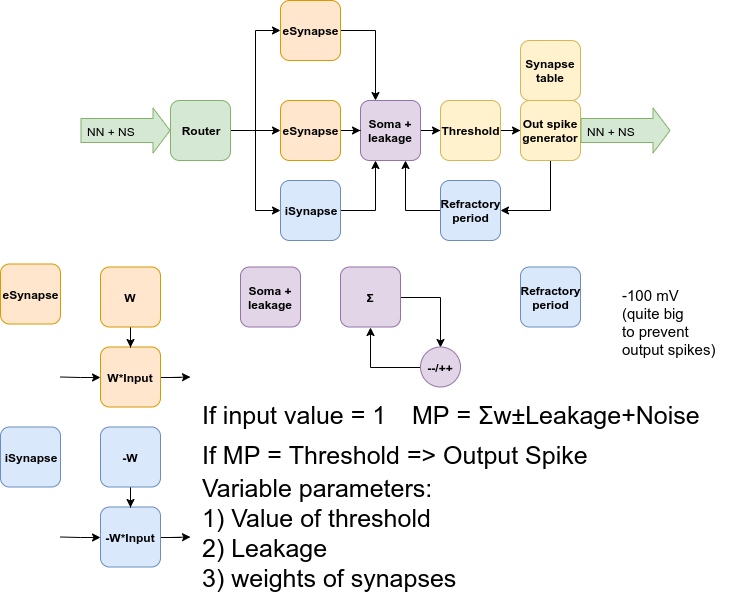 eSynapse
Synapse
table
NN + NS
Router
eSynapse
Soma +
leakage
Threshold
Out spike
generator
NN + NS
iSynapse
Refractory
period
eSynapse
W
Soma +
leakage
Σ
Refractory
period
-100 mV
(quite big
to prevent
output spikes)
W*Input
--/++
If input value = 1 MP = Σw±Leakage+Noise
iSynapse
-W
If MP = Threshold => Output Spike
Variable parameters:
1) Value of threshold
-W*Input
2) Leakage
3) weights of synapses